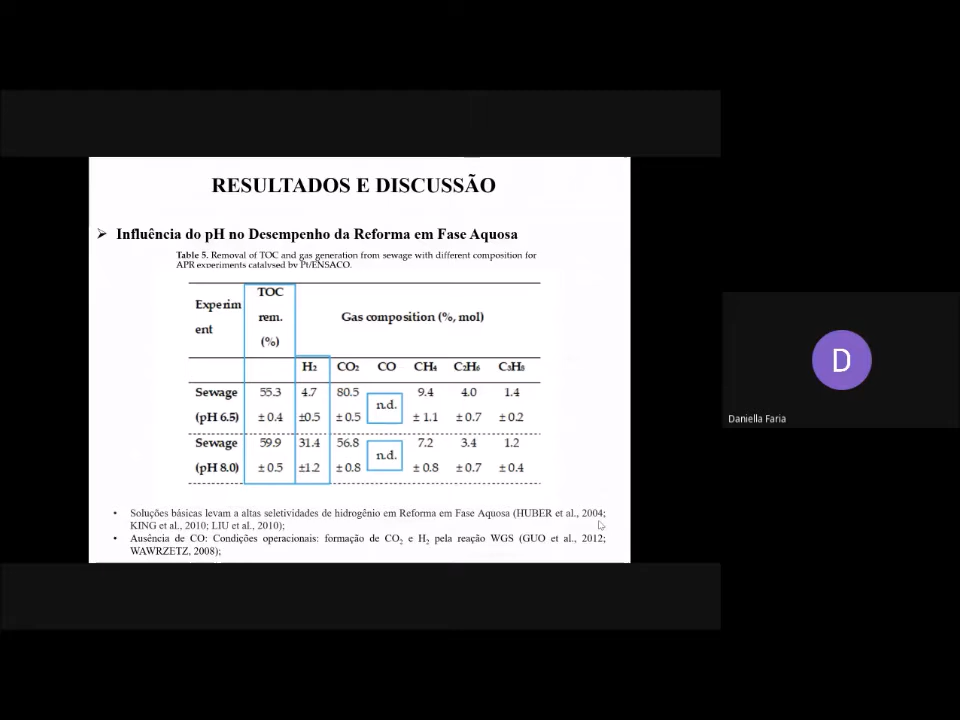 RESULTADOS E DISCUSSÃO
➢ Influência do pH no Desempenho da Reforma em Fase Aquosa
Table 5. Removal of TOC and gas generation from sewage with different composition for
APR experiments catalysed by Pt/ENSACO.
Experim
ent
TOC
rem.
(%)
Gas composition (%, mol)
H₂ CO₂ CO CH₄ C₂H₆ C₃H₈
Sewage 55.3 4.7 80.5 n.d. 9.4 4.0 1.4
(pH 6.5) ± 0.4 ±0.5 ± 0.5 ± 1.1 ± 0.7 ± 0.2
Sewage 59.9 31.4 56.8 n.d. 7.2 3.4 1.2
(pH 8.0) ± 0.5 ±1.2 ± 0.8 ± 0.8 ± 0.7 ± 0.4
• Soluções básicas levam a altas seletividades de hidrogênio em Reforma em Fase Aquosa (HUBER et al., 2004;
KING et al., 2010; LIU et al., 2010);
• Ausência de CO: Condições operacionais: formação de CO₂ e H₂ pela reação WGS (GUO et al., 2012;
WAWRZETZ, 2008);
D
Daniella Faria